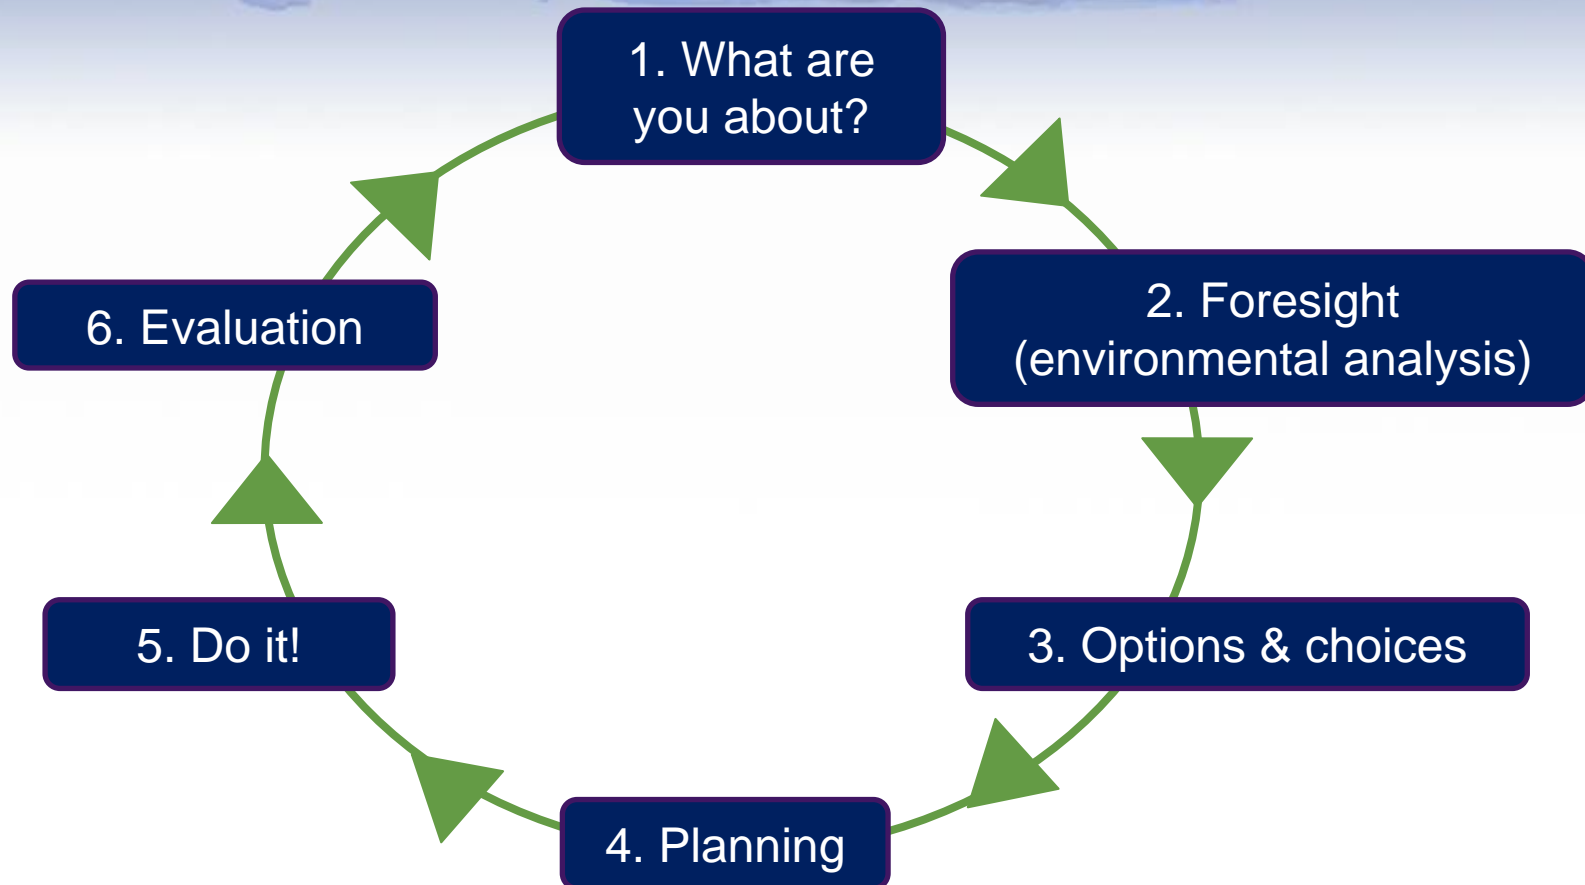 1. What are
you about?
2. Foresight
(environmental analysis)
3. Options & choices
4. Planning
5. Do it!
6. Evaluation